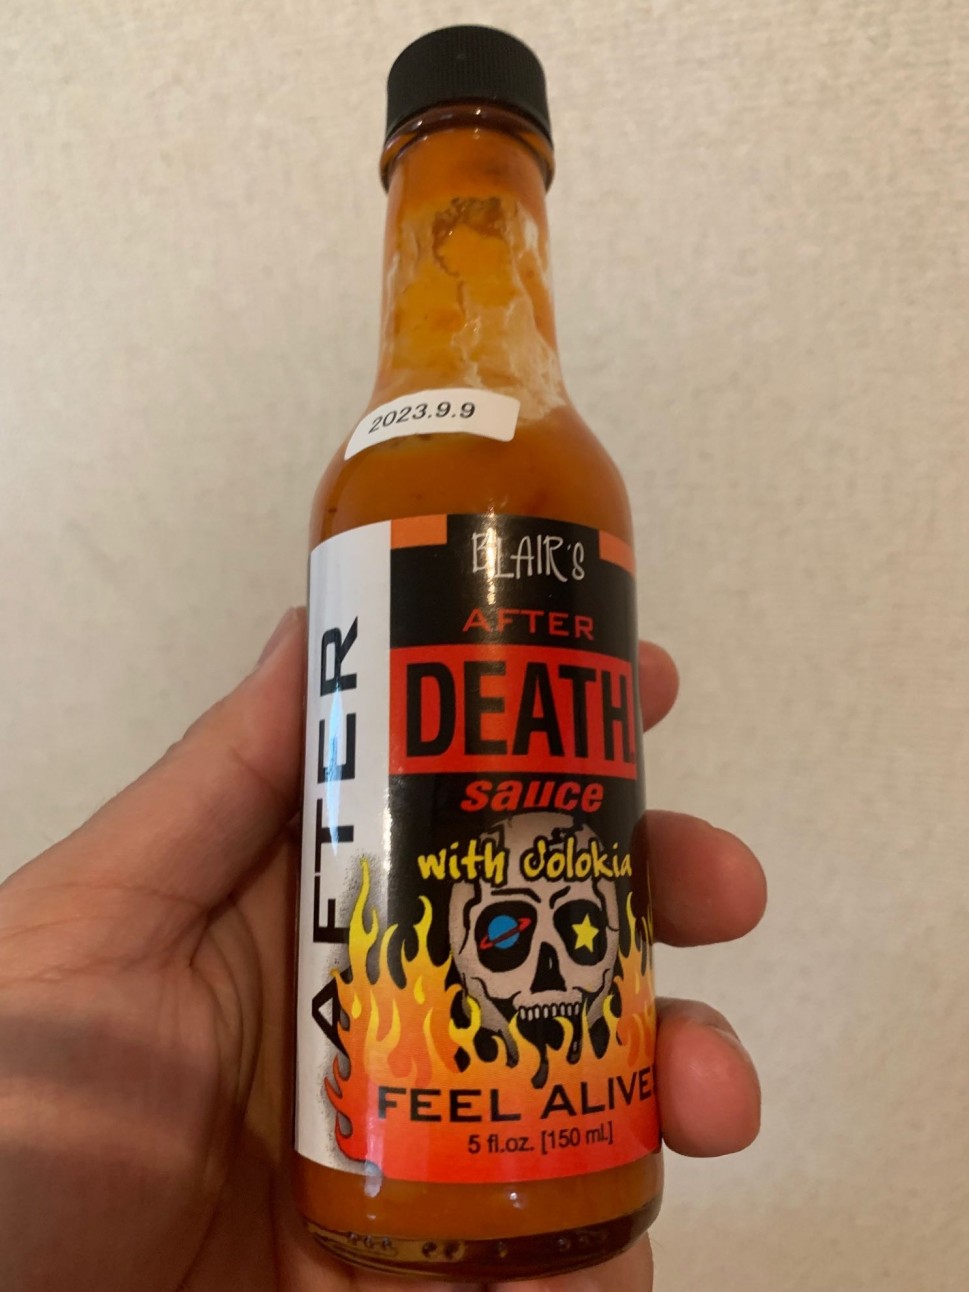 2023.9.9
BLAIR'S
AFTER
DEATH
sauce
with Jolokia
FEEL ALIVE!
5 fl.oz. [150 ml.]
AFTER